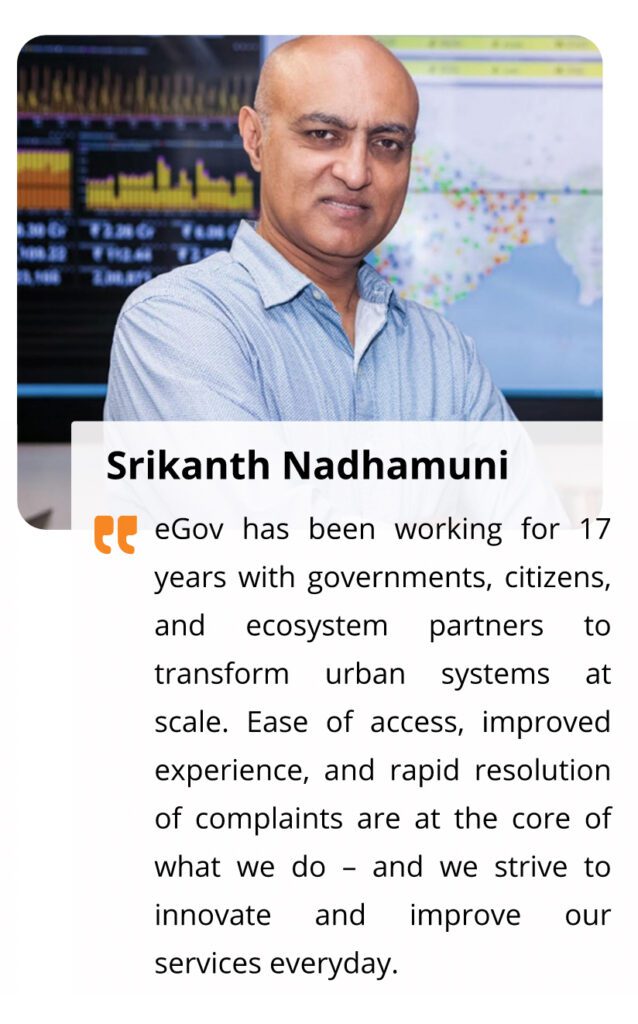 Srikanth Nadhamuni
eGov has been working for 17
years with governments, citizens,
and ecosystem partners to
transform urban systems at
scale. Ease of access, improved
experience, and rapid resolution
of complaints are at the core of
what we do – and we strive to
innovate and improve our
services everyday.